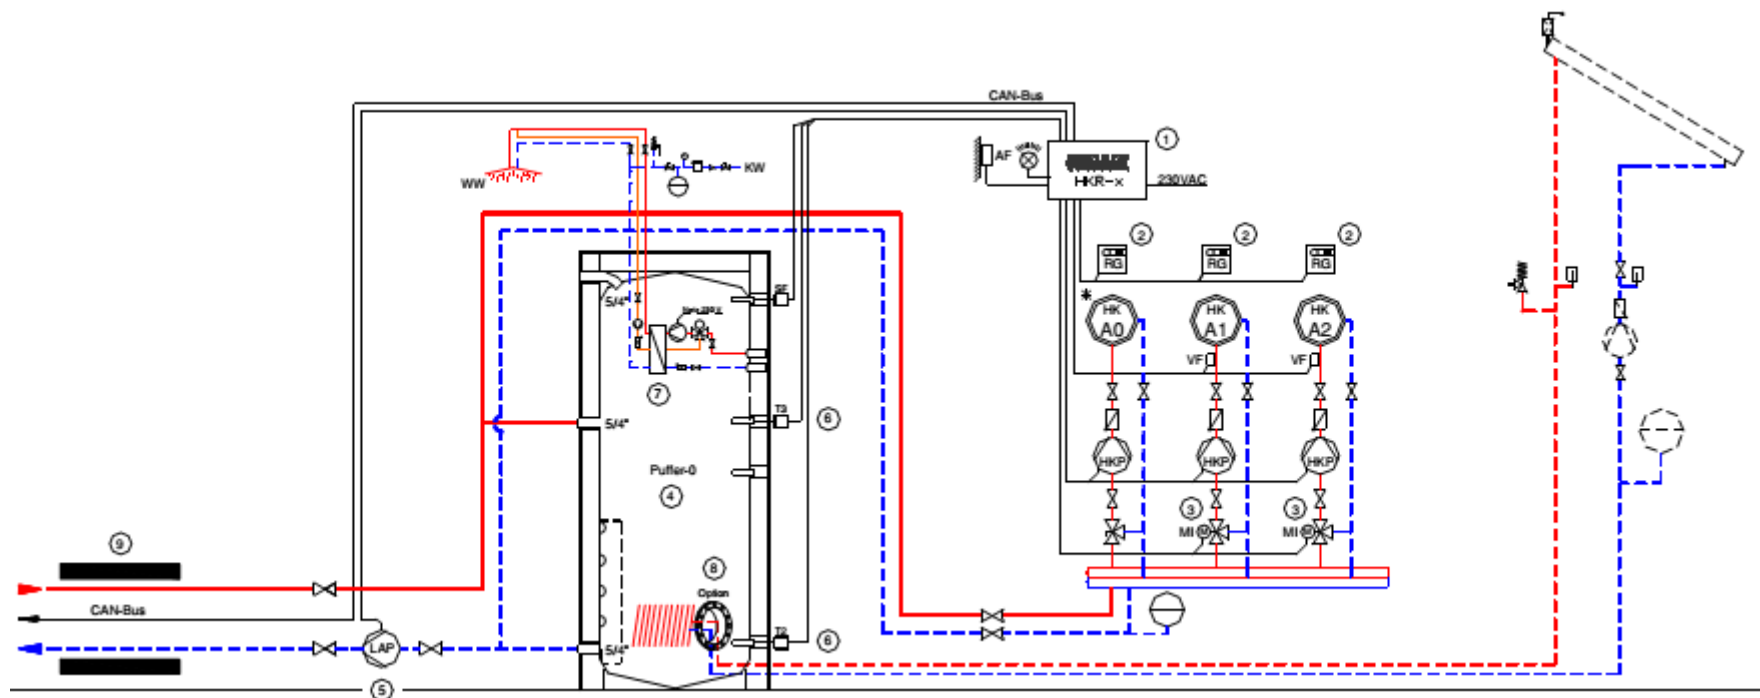 CAN-Bus
1
AF
KW
WW
HKR-x
230VAC
2
2
2
RG
RG
RG
SF
5/4"
*
HK
A0
HK
A1
HK
A2
VF
VF
7
5/4"
T3
6
HKP
HKP
HKP
Puffer-0
4
3
3
MI
M
MI
M
9
8
Option
CAN-Bus
T2
6
LAP
5/4"
5